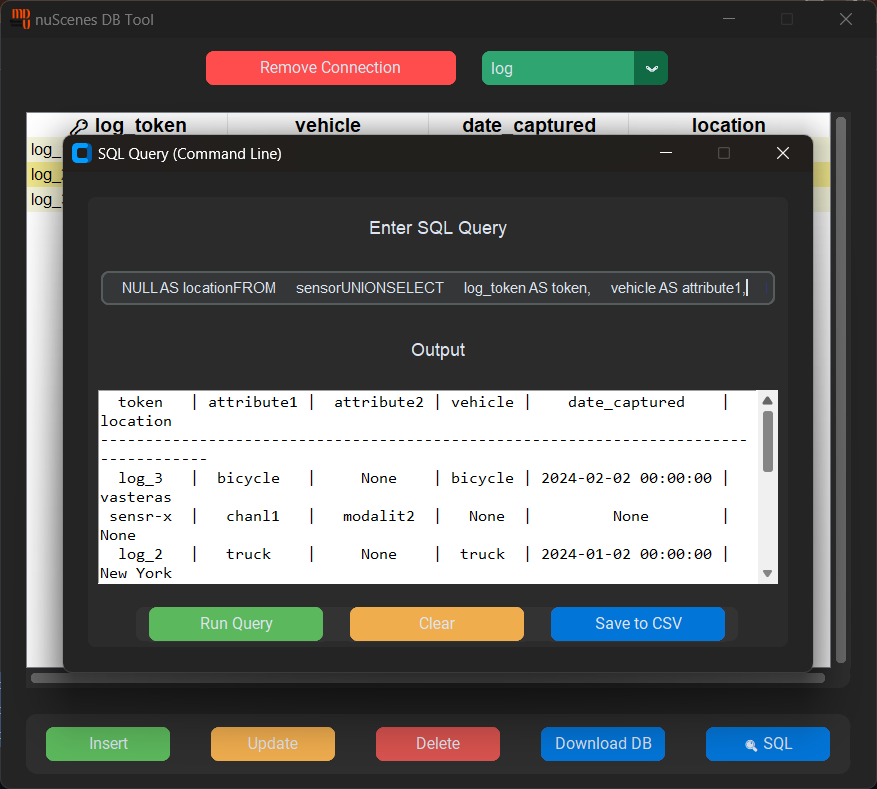 nuScenes DB Tool
Remove Connection
log
log_token vehicle date_captured location
log_
log_2
log_
SQL Query (Command Line)
Enter SQL Query
NULL AS locationFROM sensorUNIONSELECT log_token AS token, vehicle AS attribute1,
Output
token | attribute1 | attribute2 | vehicle | date_captured |
location
------------------------------------------------------------------------
------------
log_3 | bicycle | None | bicycle | 2024-02-02 00:00:00 |
vasteras
sensr-x | chanl1 | modalit2 | None | None |
None
log_2 | truck | None | truck | 2024-01-02 00:00:00 |
New York
Run Query
Clear
Save to CSV
Insert
Update
Delete
Download DB
SQL